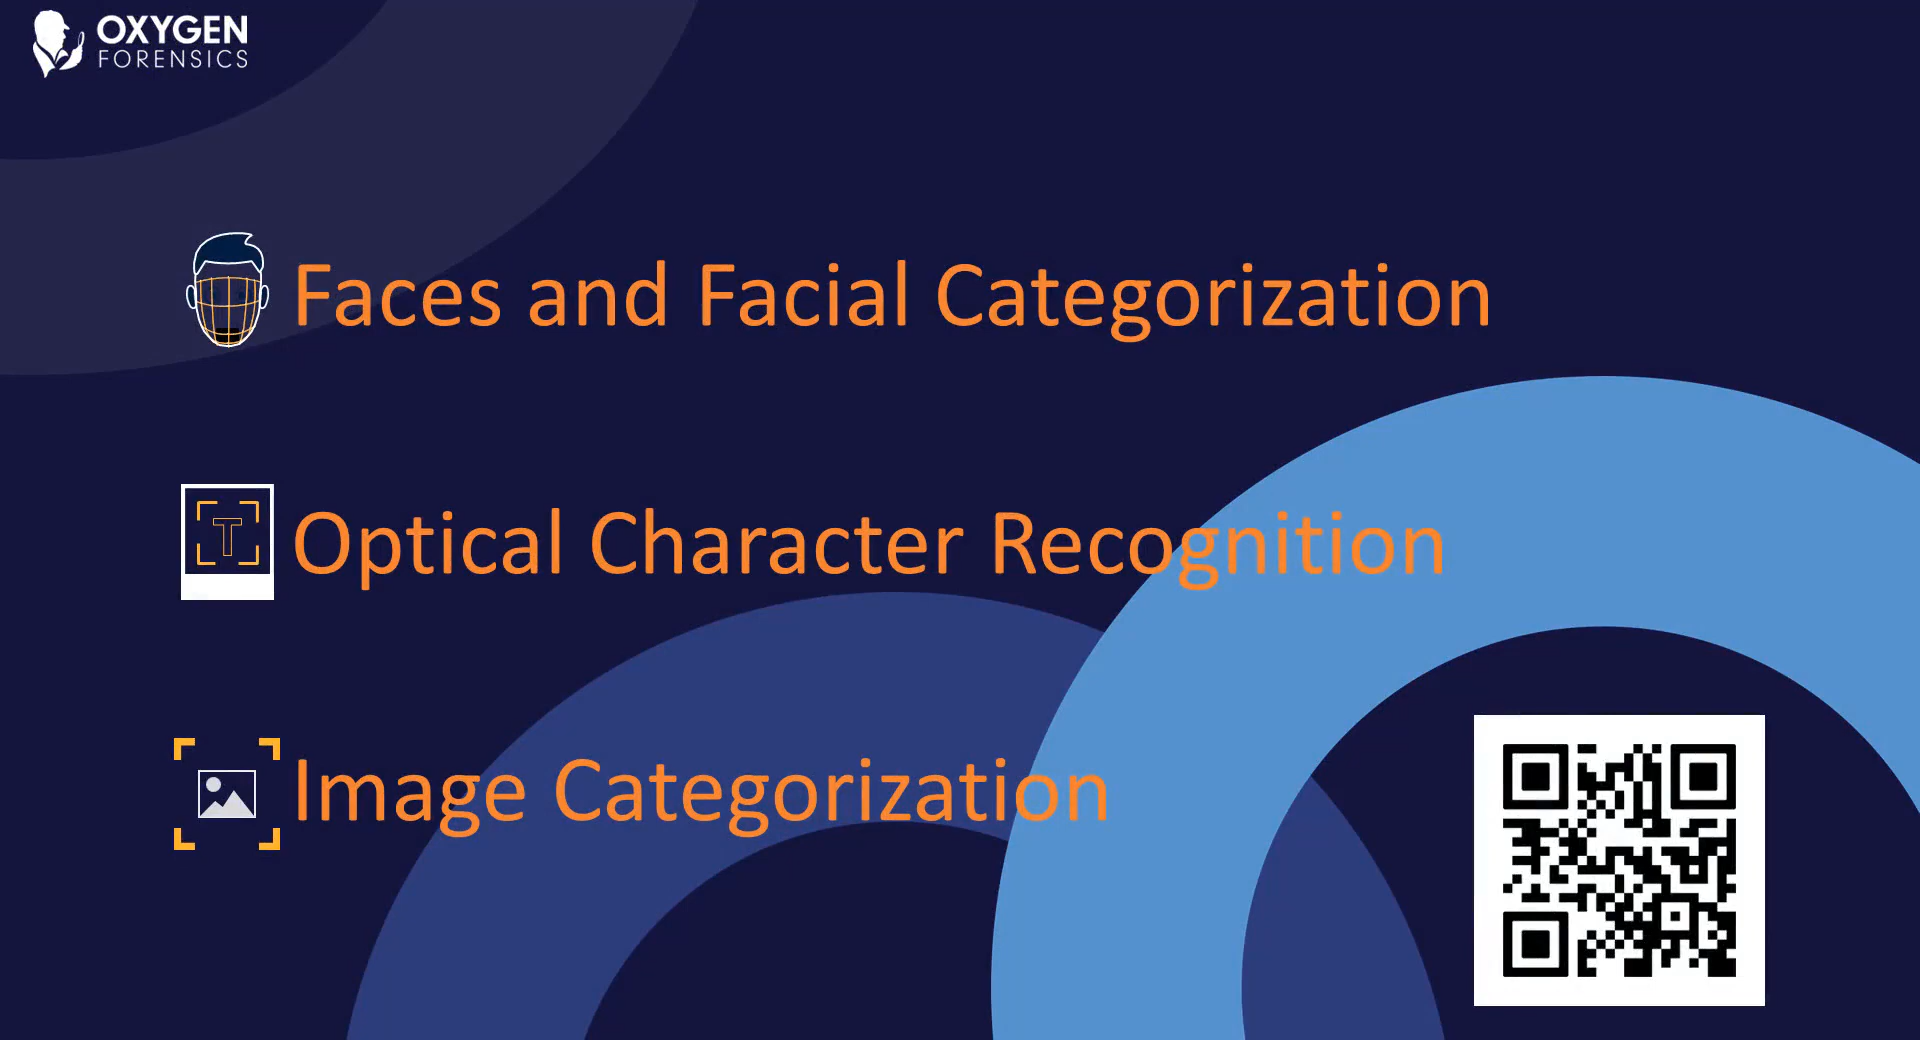 OXYGEN
FORENSICS
Faces and Facial Categorization
T
Optical Character Recognition
Image Categorization